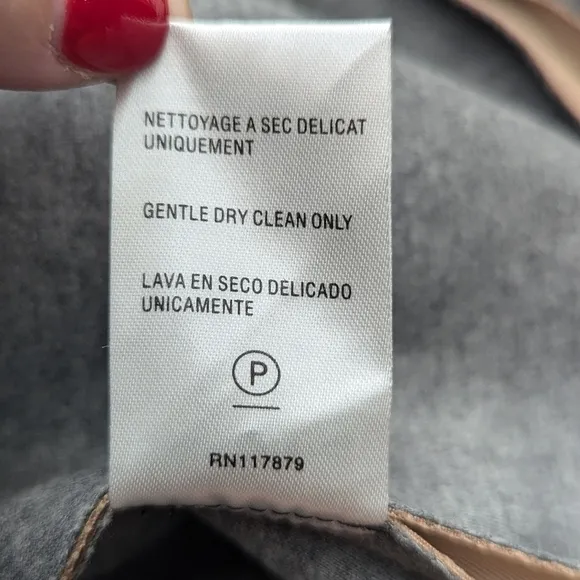 NETTOYAGE A SEC DELICAT
UNIQUEMENT
GENTLE DRY CLEAN ONLY
LAVA EN SECO DELICADO
UNICAMENTE
P
RN117879